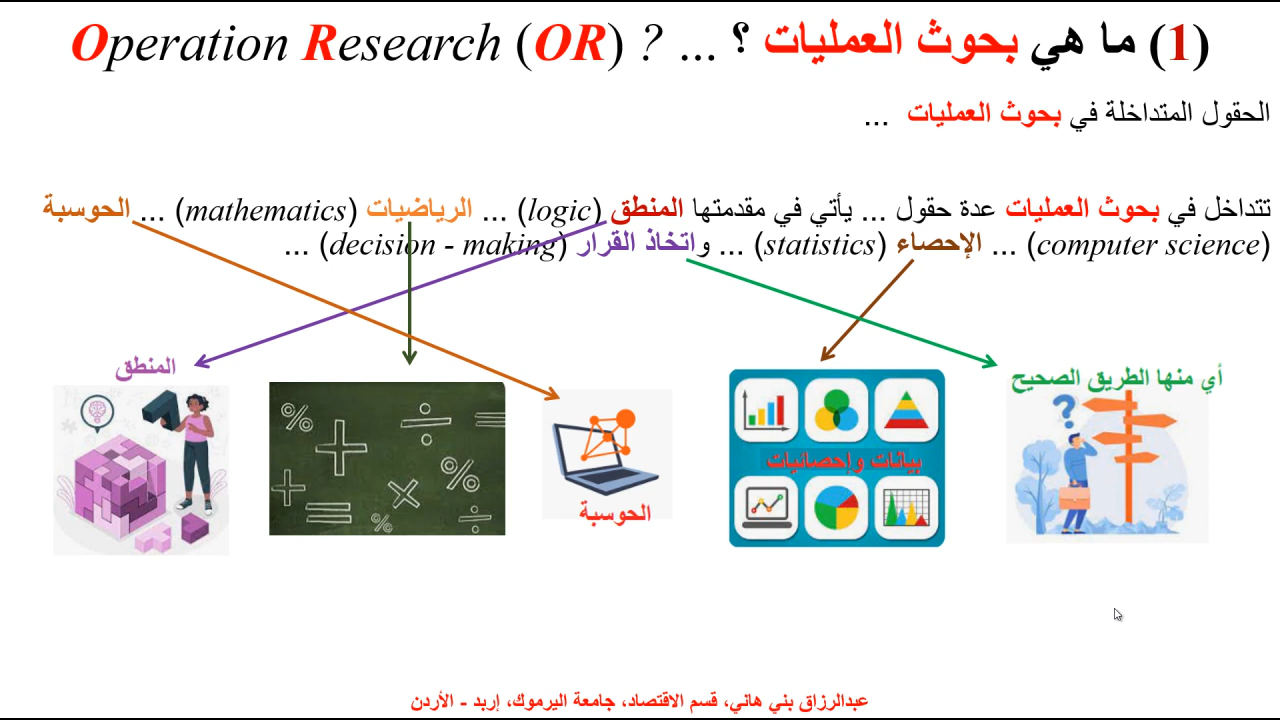 (1) ما هي بحوث العمليات ؟ ... Operation Research (OR) ?
الحقول المتداخلة في بحوث العمليات ...
تتداخل في بحوث العمليات عدة حقول ... يأتي في مقدمتها المنطق (logic) ... الرياضيات (mathematics) ... الحوسبة
(computer science) ... الإحصاء (statistics) ... واتخاذ القرار (decision - making) ...
المنطق
أي منها الطريق الصحيح
بيانات وإحصائيات
الحوسبة
عبدالرزاق بني هاني، قسم الاقتصاد، جامعة اليرموك، إربد - الأردن